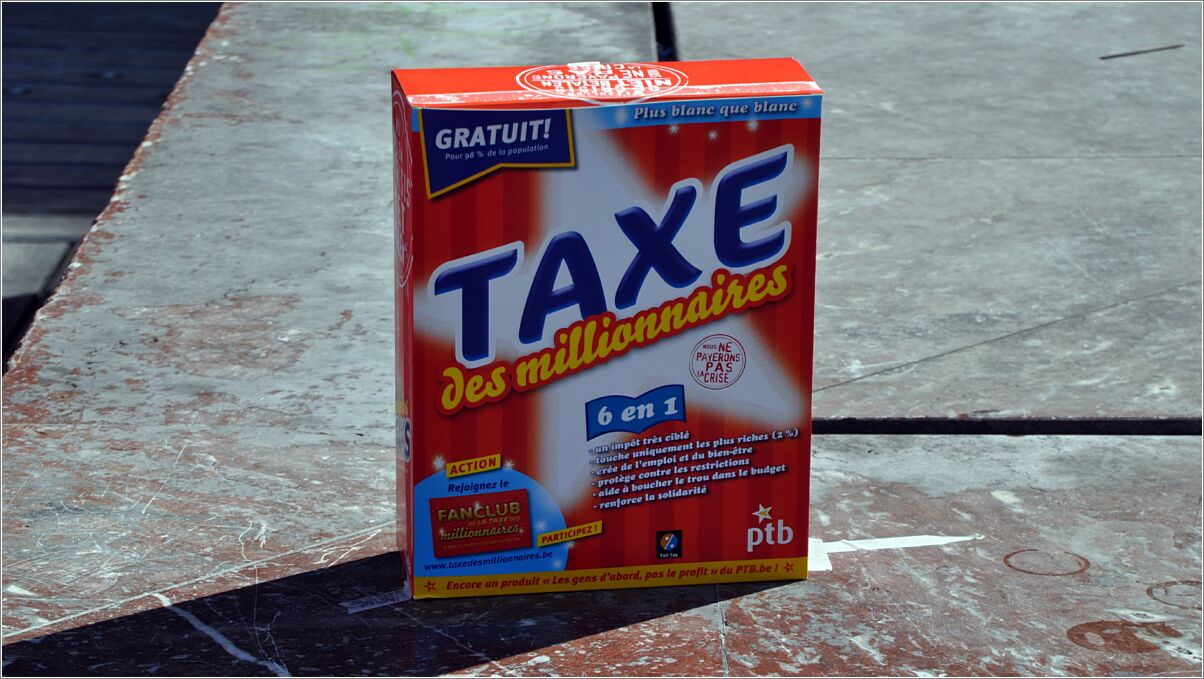 NIET BETALEN
Plus blanc que blanc
GRATUIT!
Pour 98 % de la population
TAXE
des millionnaires
NOUS NE
PAYERONS
PAS
LA CRISE
6 en 1
- un impôt très ciblé
- touche uniquement les plus riches (2 %)
- crée de l'emploi et du bien-être
- protège contre les restrictions
- aide à boucher le trou dans le budget
- renforce la solidarité
ACTION
Rejoignez le
FANCLUB
DE LA TAXE DES
millionnaires
PARTICIPEZ !
www.taxedesmillionnaires.be
FAIR TAX
ptb
Encore un produit « Les gens d'abord, pas le profit » du PTB.be !